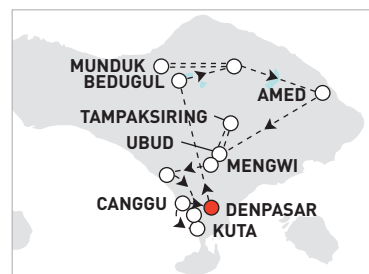 MUNDUK
BEDUGUL
AMED
TAMPAKSIRING
UBUD
MENGWI
CANGGU
DENPASAR
KUTA